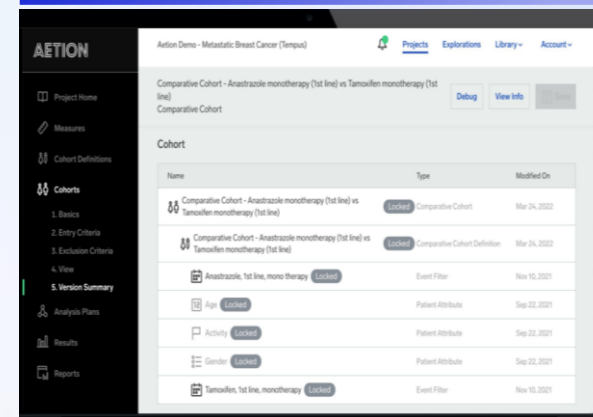 AETION
Aetion Demo - Metastatic Breast Cancer (Tempus)
Projects Explorations Library Account
Project Home
Measures
Cohort Definitions
Cohorts
1. Basics
2. Entry Criteria
3. Exclusion Criteria
4. View
5. Version Summary
Analysis Plans
Results
Reports
Comparative Cohort - Anastrazole monotherapy (1st line) vs Tamoxifen monotherapy (1st
line)
Comparative Cohort
Debug View Info Save
Cohort
Name Type Modified On
Comparative Cohort - Anastrazole monotherapy (1st line) vs
Tamoxifen monotherapy (1st line) Locked Comparative Cohort Mar 24, 2022
Comparative Cohort - Anastrazole monotherapy (1st line) vs
Tamoxifen monotherapy (1st line) Locked Comparative Cohort Definition Mar 24, 2022
Anastrazole, 1st line, mono therapy Locked Event Filter Nov 10, 2021
Age Locked Patient Attribute Sep 22, 2021
Activity Locked Patient Attribute Sep 22, 2021
Gender Locked Patient Attribute Sep 22, 2021
Tamoxifen, 1st line, monotherapy Locked Event Filter Nov 10, 2021